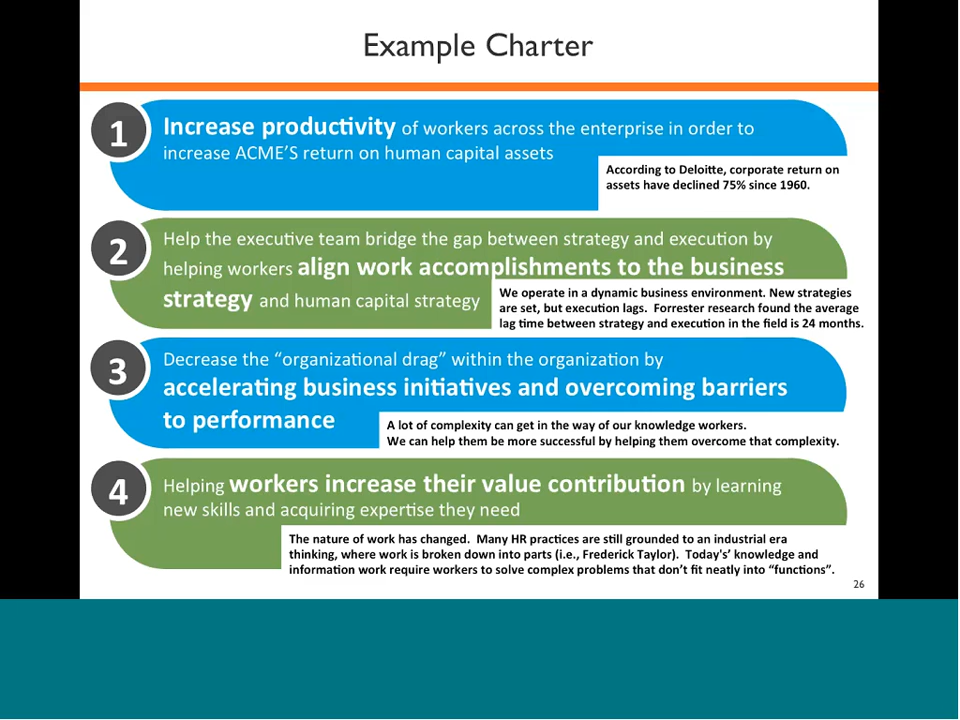 Example Charter
1
Increase productivity of workers across the enterprise in order to
increase ACME'S return on human capital assets
According to Deloitte, corporate return on
assets have declined 75% since 1960.
2
Help the executive team bridge the gap between strategy and execution by
helping workers align work accomplishments to the business
strategy and human capital strategy
We operate in a dynamic business environment. New strategies
are set, but execution lags. Forrester research found the average
lag time between strategy and execution in the field is 24 months.
3
Decrease the “organizational drag” within the organization by
accelerating business initiatives and overcoming barriers
to performance
A lot of complexity can get in the way of our knowledge workers.
We can help them be more successful by helping them overcome that complexity.
4
Helping workers increase their value contribution by learning
new skills and acquiring expertise they need
The nature of work has changed. Many HR practices are still grounded to an industrial era
thinking, where work is broken down into parts (i.e., Frederick Taylor). Today's' knowledge and
information work require workers to solve complex problems that don't fit neatly into “functions”.
26